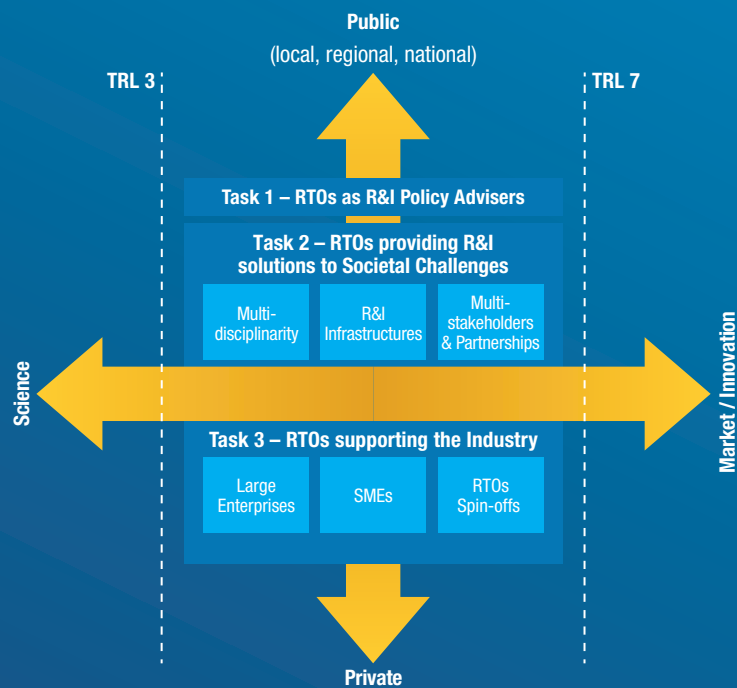 Public
(local, regional, national)
TRL 3
TRL 7
Task 1 – RTOs as R&I Policy Advisers
Task 2 – RTOs providing R&I
solutions to Societal Challenges
Multi-
disciplinarity
R&I
Infrastructures
Multi-
stakeholders
& Partnerships
Science
Market / Innovation
Task 3 – RTOs supporting the Industry
Large
Enterprises
SMEs
RTOs
Spin-offs
Private